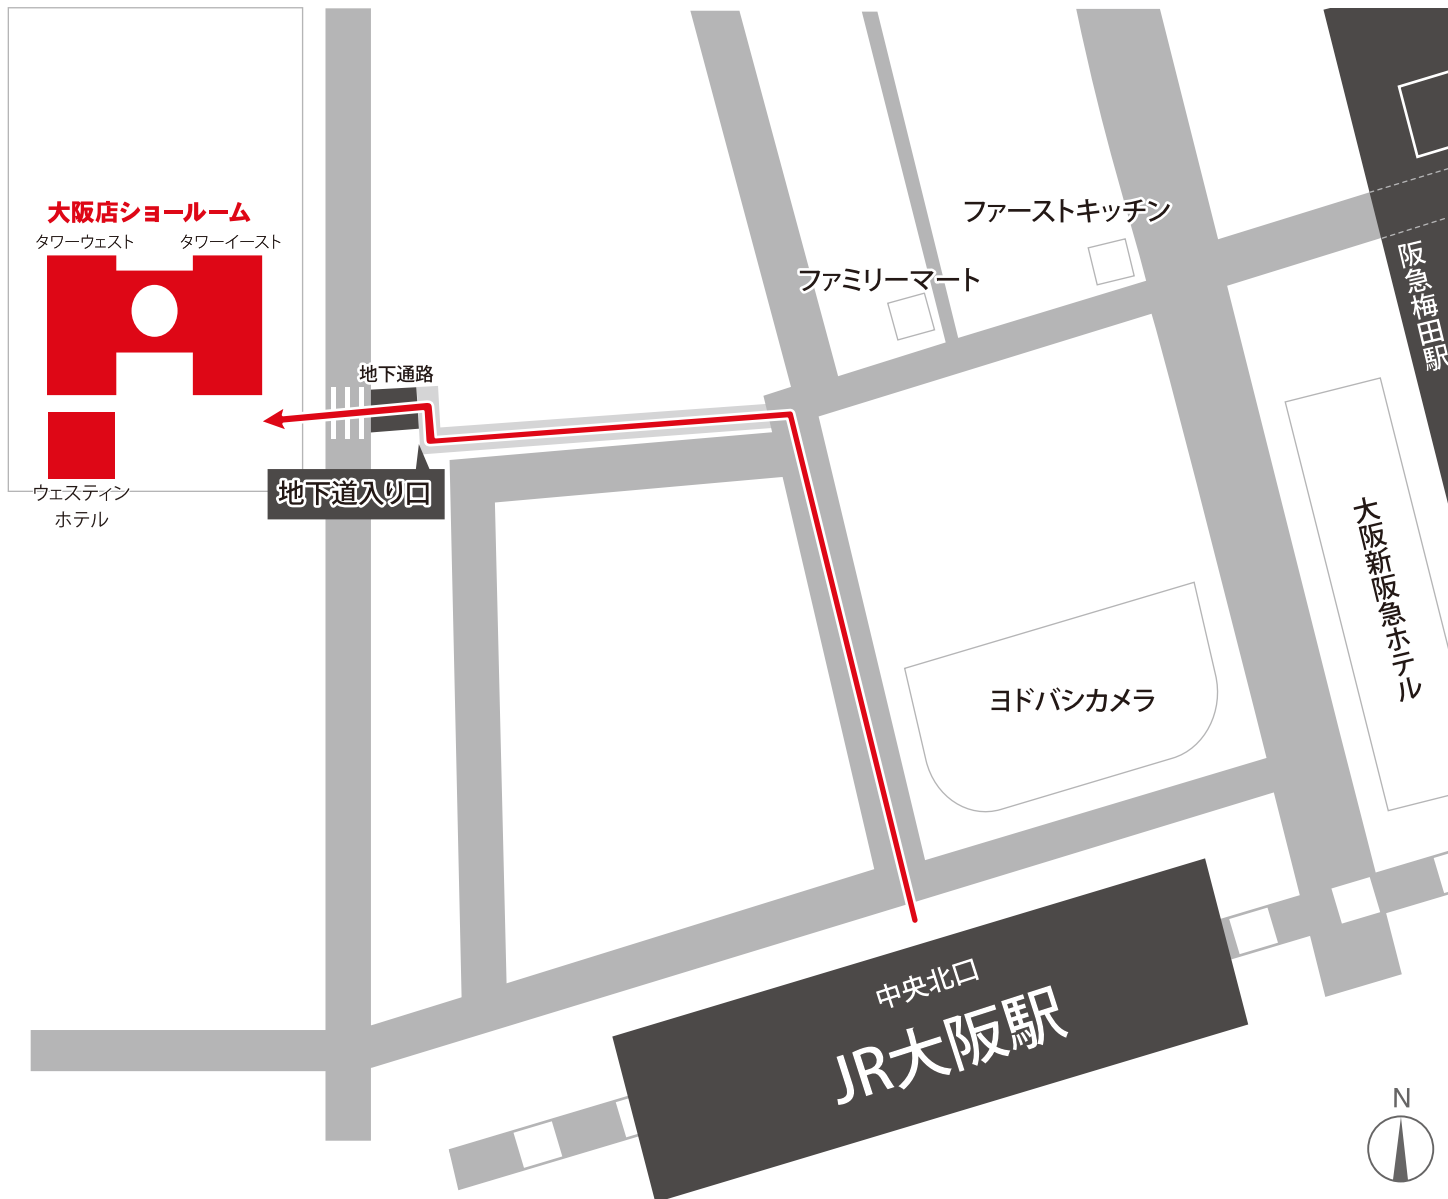 大阪店ショールーム
タワーウェスト
タワーイースト
ファーストキッチン
ファミリーマート
阪急梅田駅
地下通路
地下道入り口
ウェスティン
ホテル
大阪新阪急ホテル
ヨドバシカメラ
中央北口
JR大阪駅
N